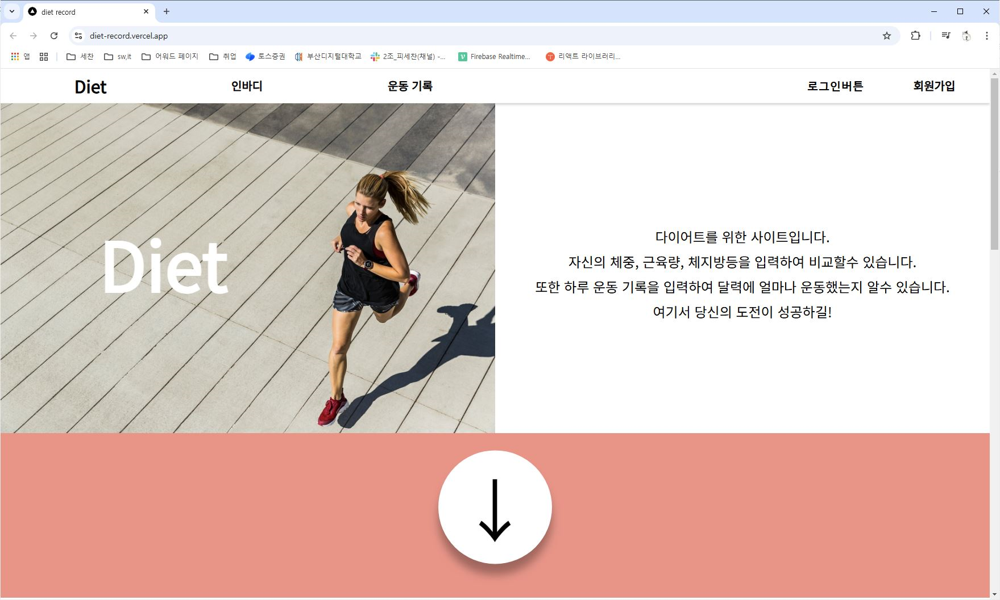 diet record
diet-record.vercel.app
앱 세찬 sw,it 어워드 페이지 취업 토스증권 부산디지털대학교 2조_피세찬(채널) -... Firebase Realtime... 리액트 라이브러리...
Diet 인바디 운동 기록 로그인버튼 회원가입
Diet
다이어트를 위한 사이트입니다.
자신의 체중, 근육량, 체지방등을 입력하여 비교할수 있습니다.
또한 하루 운동 기록을 입력하여 달력에 얼마나 운동했는지 알수 있습니다.
여기서 당신의 도전이 성공하길!